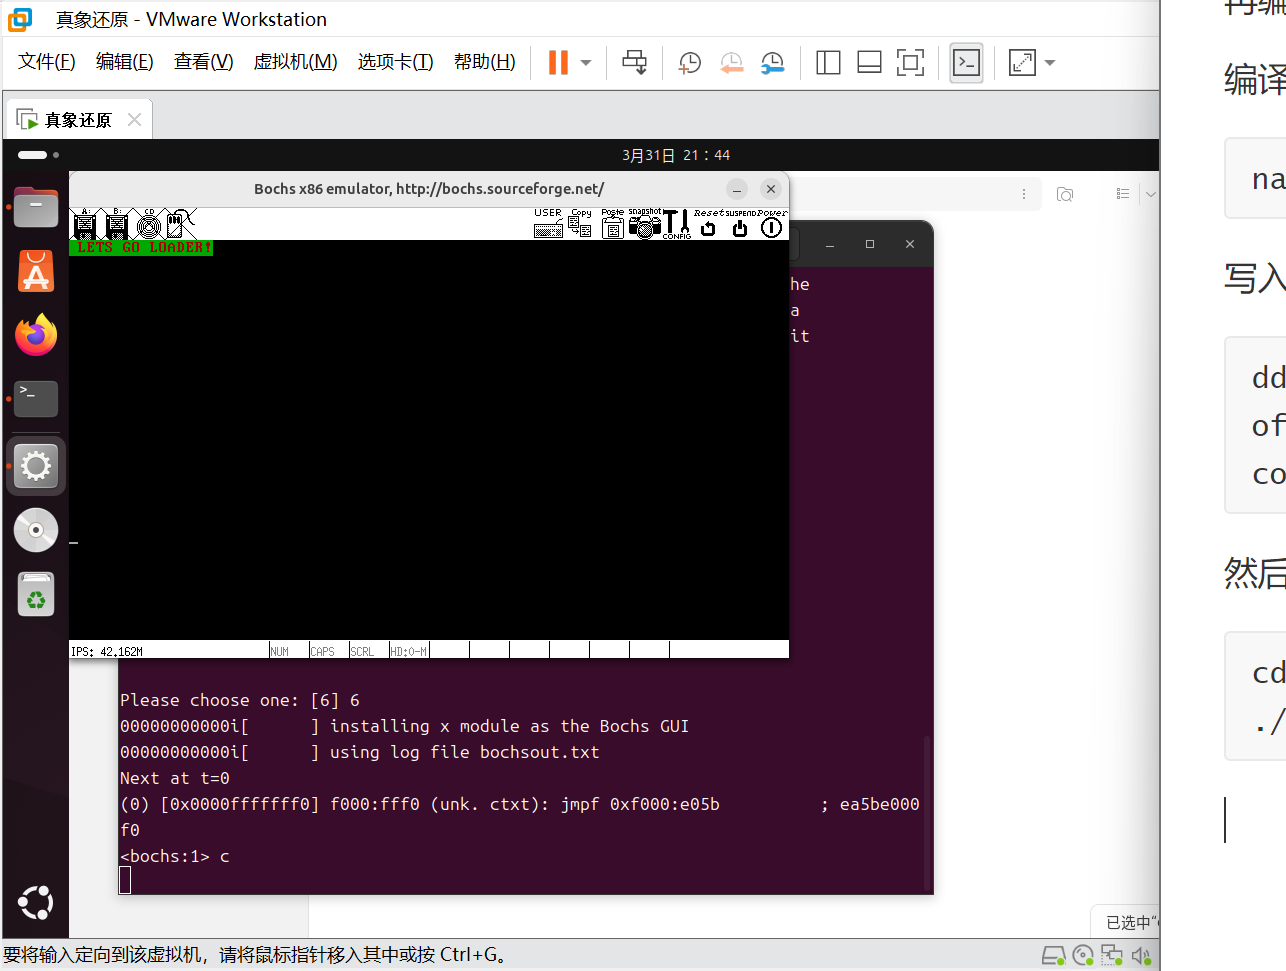 真象还原 - VMware Workstation
文件(F) 编辑(E) 查看(V) 虚拟机(M) 选项卡(T) 帮助(H)
真象还原
3月31日 21：44
Bochs x86 emulator, http://bochs.sourceforge.net/
A: B: CD USER Copy Paste snapshot CONFIG Reset SUSPEND Power
LETS GO LOADER!
he
a
it
IPS: 42.162M NUM CAPS SCRL HD:0-M
Please choose one: [6] 6
00000000000i[      ] installing x module as the Bochs GUI
00000000000i[      ] using log file bochsout.txt
Next at t=0
(0) [0x0000fffffff0] f000:fff0 (unk. ctxt): jmpf 0xf000:e05b          ; ea5be000
f0
<bochs:1> c
已选中“
要将输入定向到该虚拟机，请将鼠标指针移入其中或按 Ctrl+G。
编译
na
写入
dd
of
co
然后
cd
./